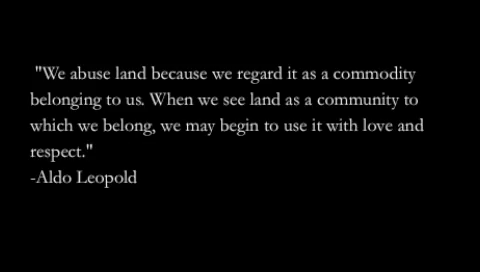 "We abuse land because we regard it as a commodity
belonging to us. When we see land as a community to
which we belong, we may begin to use it with love and
respect."
-Aldo Leopold